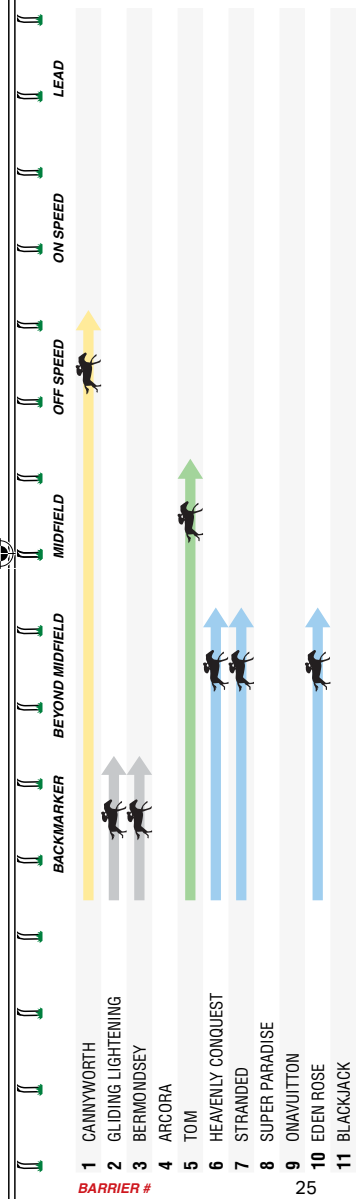 BACKMARKER BEYOND MIDFIELD MIDFIELD OFF SPEED ON SPEED LEAD
1 CANNYWORTH
2 GLIDING LIGHTENING
3 BERMONDSEY
4 ARCORA
5 TOM
6 HEAVENLY CONQUEST
7 STRANDED
8 SUPER PARADISE
9 ONAVUITTON
10 EDEN ROSE
11 BLACKJACK
BARRIER #
25